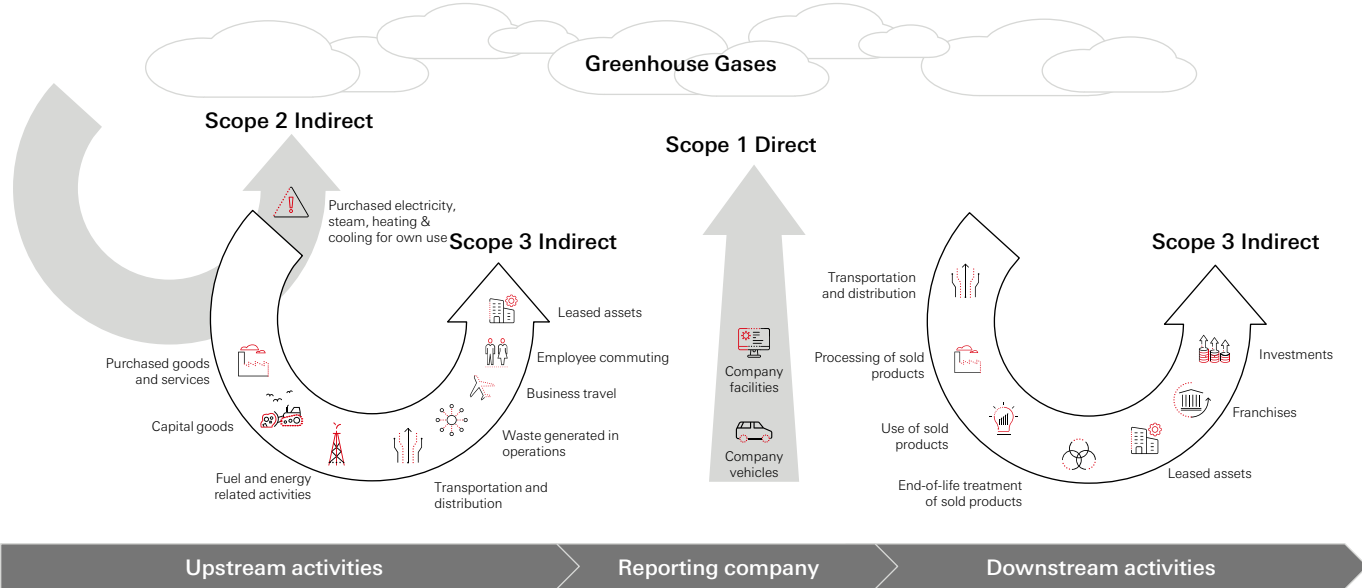 Greenhouse Gases
Scope 2 Indirect
Purchased electricity,
steam, heating &
cooling for own use
Scope 3 Indirect
Leased assets
Employee commuting
Business travel
Waste generated in
operations
Transportation and
distribution
Fuel and energy
related activities
Capital goods
Purchased goods
and services
Scope 1 Direct
Company
facilities
Company
vehicles
Scope 3 Indirect
Transportation
and distribution
Processing of sold
products
Use of sold
products
End-of-life treatment
of sold products
Leased assets
Franchises
Investments
Upstream activities
Reporting company
Downstream activities